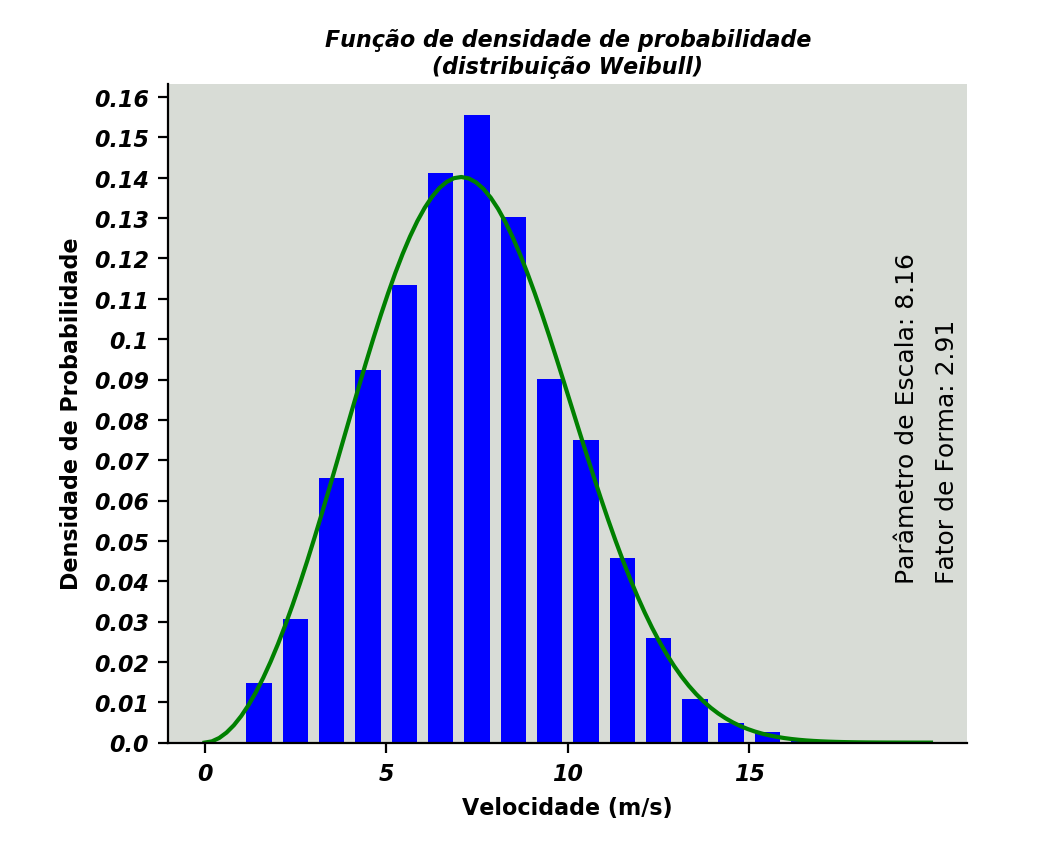 Função de densidade de probabilidade
(distribuição Weibull)
0.16
0.15
0.14
0.13
0.12
0.11
0.1
0.09
0.08
0.07
0.06
0.05
0.04
0.03
0.02
0.01
0.0
Densidade de Probabilidade
0 5 10 15
Velocidade (m/s)
Parâmetro de Escala: 8.16
Fator de Forma: 2.91